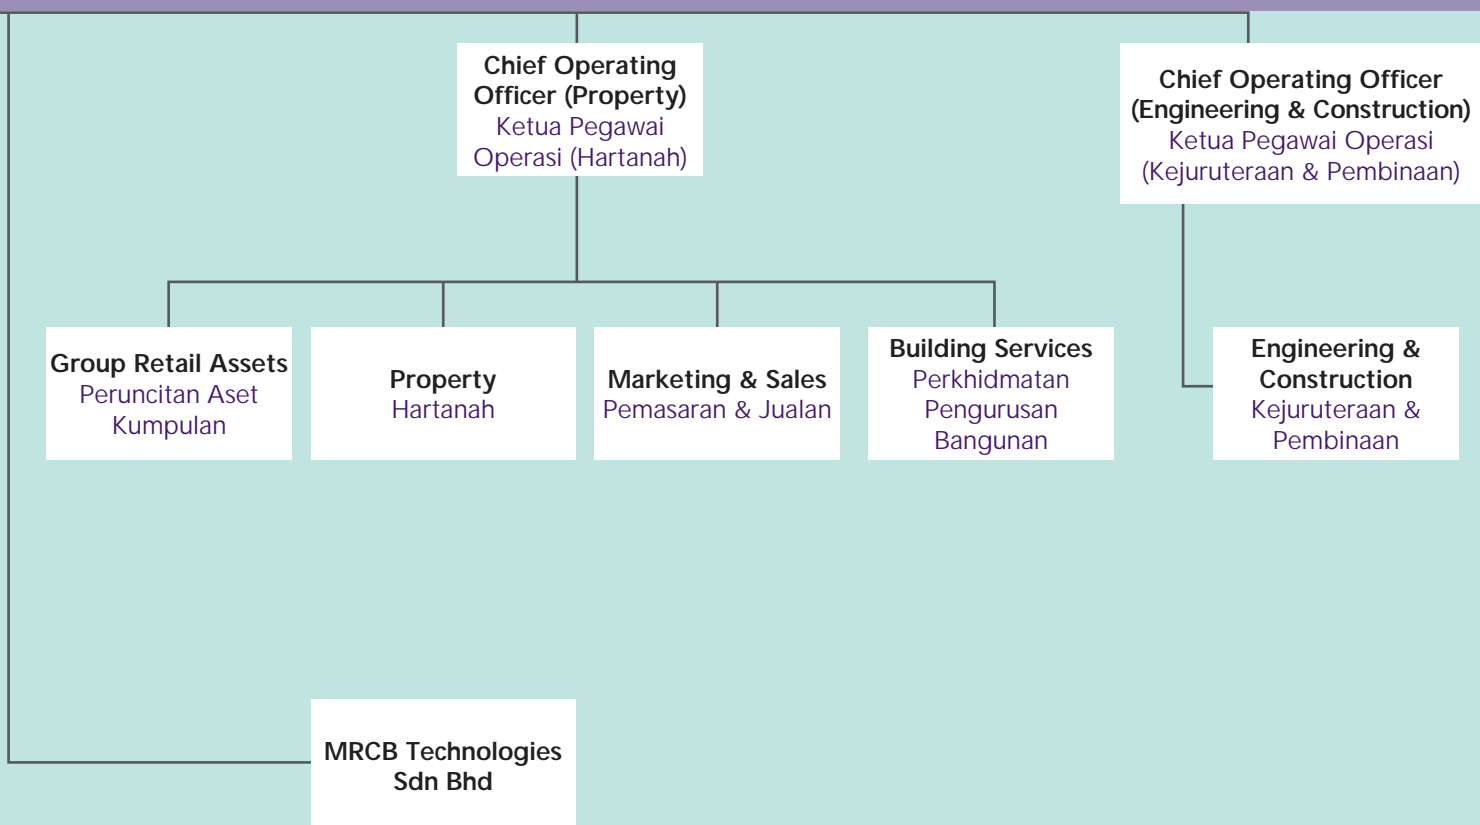 Chief Operating
Officer (Property)
Ketua Pegawai
Operasi (Hartanah)
Chief Operating Officer
(Engineering & Construction)
Ketua Pegawai Operasi
(Kejuruteraan & Pembinaan)
Group Retail Assets
Peruncitan Aset
Kumpulan
Property
Hartanah
Marketing & Sales
Pemasaran & Jualan
Building Services
Perkhidmatan
Pengurusan
Bangunan
Engineering &
Construction
Kejuruteraan &
Pembinaan
MRCB Technologies
Sdn Bhd